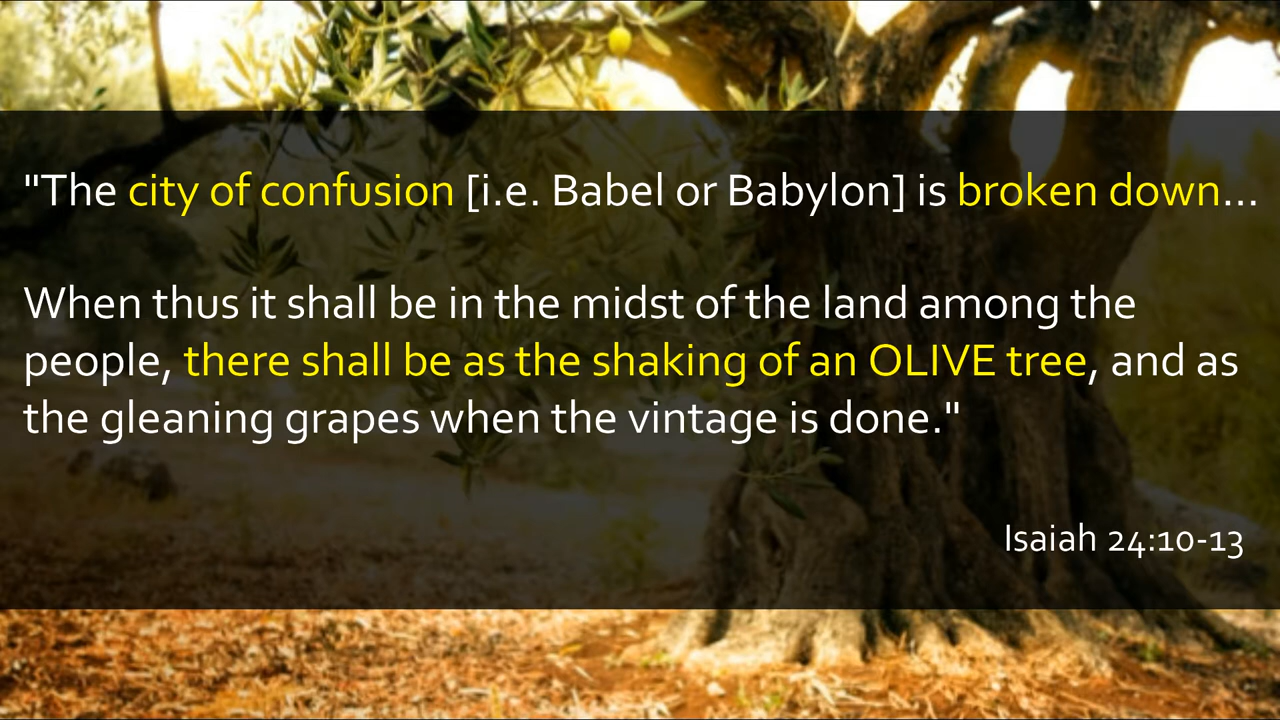 "The city of confusion [i.e. Babel or Babylon] is broken down...
When thus it shall be in the midst of the land among the
people, there shall be as the shaking of an OLIVE tree, and as
the gleaning grapes when the vintage is done."
Isaiah 24:10-13